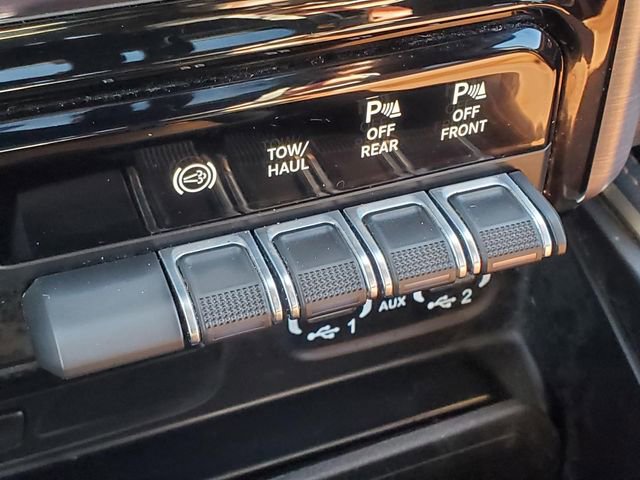 TOW/
HAUL
P
OFF
REAR
P
OFF
FRONT
1
AUX
2